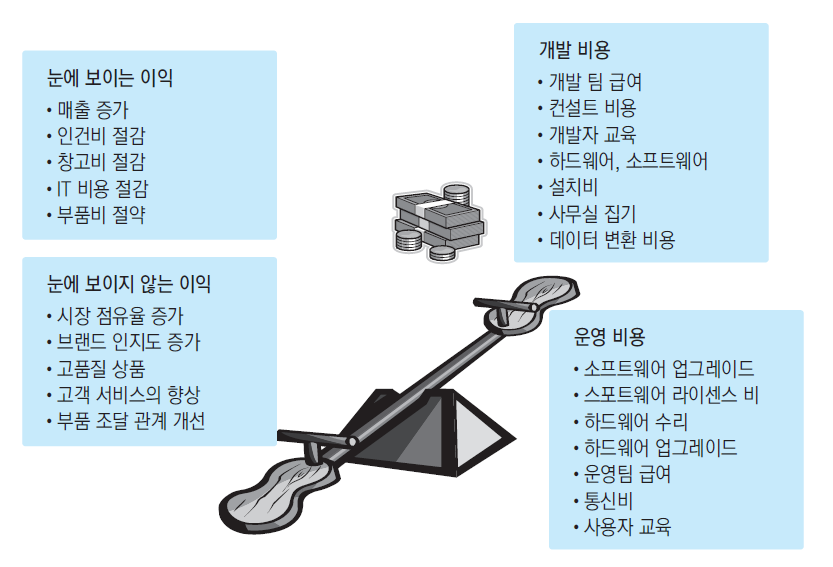 눈에 보이는 이익
• 매출 증가
• 인건비 절감
• 창고비 절감
• IT 비용 절감
• 부품비 절약
눈에 보이지 않는 이익
• 시장 점유율 증가
• 브랜드 인지도 증가
• 고품질 상품
• 고객 서비스의 향상
• 부품 조달 관계 개선
개발 비용
• 개발 팀 급여
• 컨설트 비용
• 개발자 교육
• 하드웨어, 소프트웨어
• 설치비
• 사무실 집기
• 데이터 변환 비용
운영 비용
• 소프트웨어 업그레이드
• 스포트웨어 라이센스 비
• 하드웨어 수리
• 하드웨어 업그레이드
• 운영팀 급여
• 통신비
• 사용자 교육